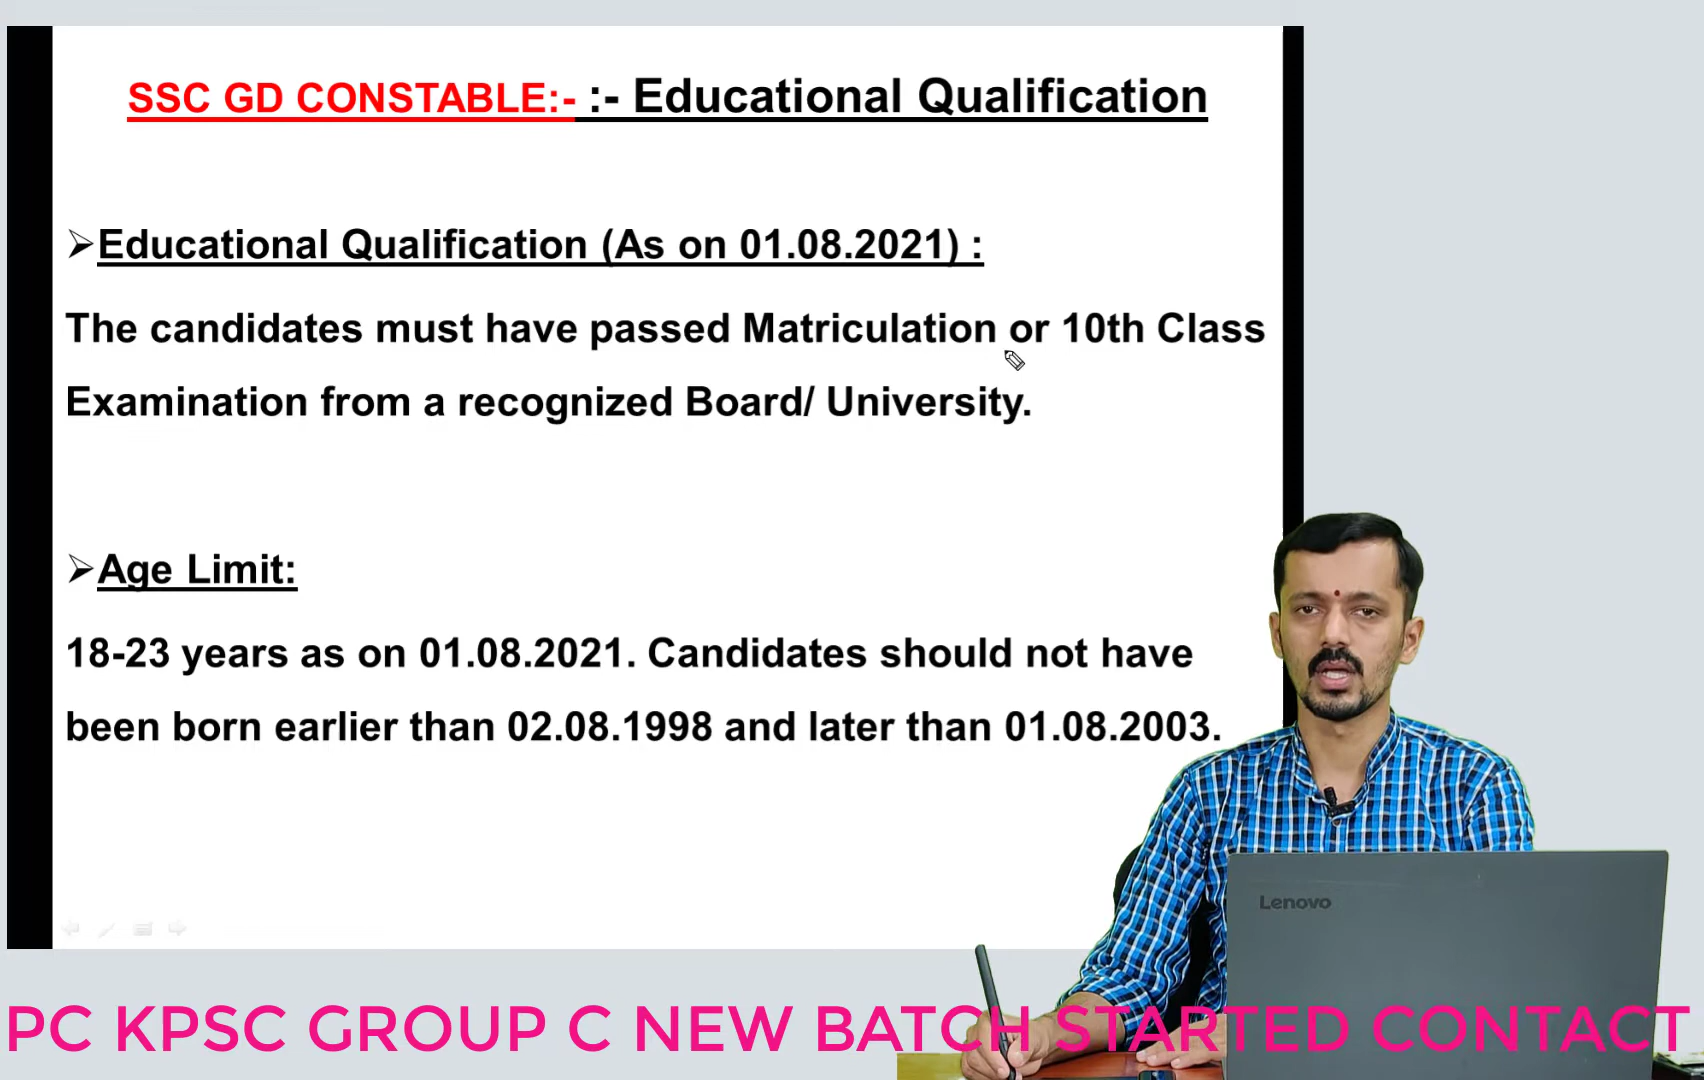 SSC GD CONSTABLE:- :- Educational Qualification
➢Educational Qualification (As on 01.08.2021) :
The candidates must have passed Matriculation or 10th Class
Examination from a recognized Board/ University.
➢Age Limit:
18-23 years as on 01.08.2021. Candidates should not have
been born earlier than 02.08.1998 and later than 01.08.2003.
Lenovo
PC KPSC GROUP C NEW BATCH STARTED CONTACT